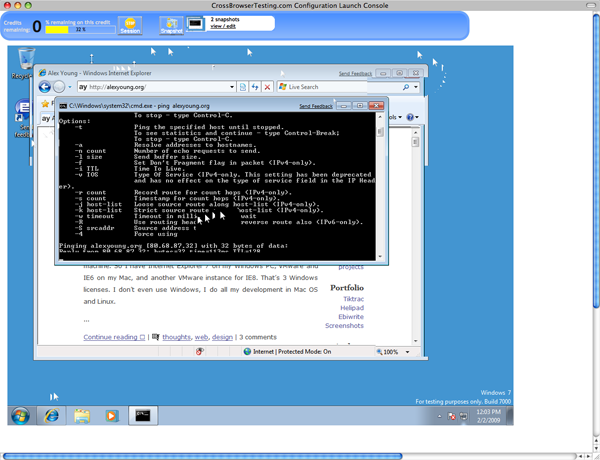 CrossBrowserTesting.com Configuration Launch Console
Credits remaining: 0
% remaining on this credit
32 %
Session
Snapshot
2 snapshots
view / edit
Alex Young - Windows Internet Explorer
Send Feedback
http://alexyoung.org/
Live Search
C:\Windows\system32\cmd.exe - ping alexyoung.org
Send Feedback
To stop - type Control-C.
Options:
-t Ping the specified host until stopped.
To see statistics and continue - type Control-Break;
To stop - type Control-C.
-a Resolve addresses to hostnames.
-n count Number of echo requests to send.
-l size Send buffer size.
-f Set Don't Fragment flag in packet (IPv4-only).
-i TTL Time To Live.
-v TOS Type Of Service (IPv4-only. This setting has been deprecated
and has no effect on the type of service field in the IP Hea
der).
-r count Record route for count hops (IPv4-only).
-s count Timestamp for count hops (IPv4-only).
-j host-list Loose source route along host-list (IPv4-only).
-k host-list Strict source route host-list (IPv4-only).
-w timeout Timeout in milli wait
-R Use routing hea reverse route also (IPv6-only).
-S srcaddr Source address
-4 Force using
Pinging alexyoung.org [80.68.87.32] with 32 bytes of data:
machine. So I have Internet Explorer 7 on my Windows PC, VMware and
IE6 on my Mac, and another VMware instance for IE8. That's 3 Windows
licenses. I don't even use Windows, I do all my development in Mac OS
and Linux.
...
Continue reading | thoughts, web, design | 3 comments
projects
Portfolio
Tiktrac
Helipad
Ebiwrite
Screenshots
Internet | Protected Mode: On
100%
Windows 7
For testing purposes only. Build 7000
12:03 PM
2/2/2009